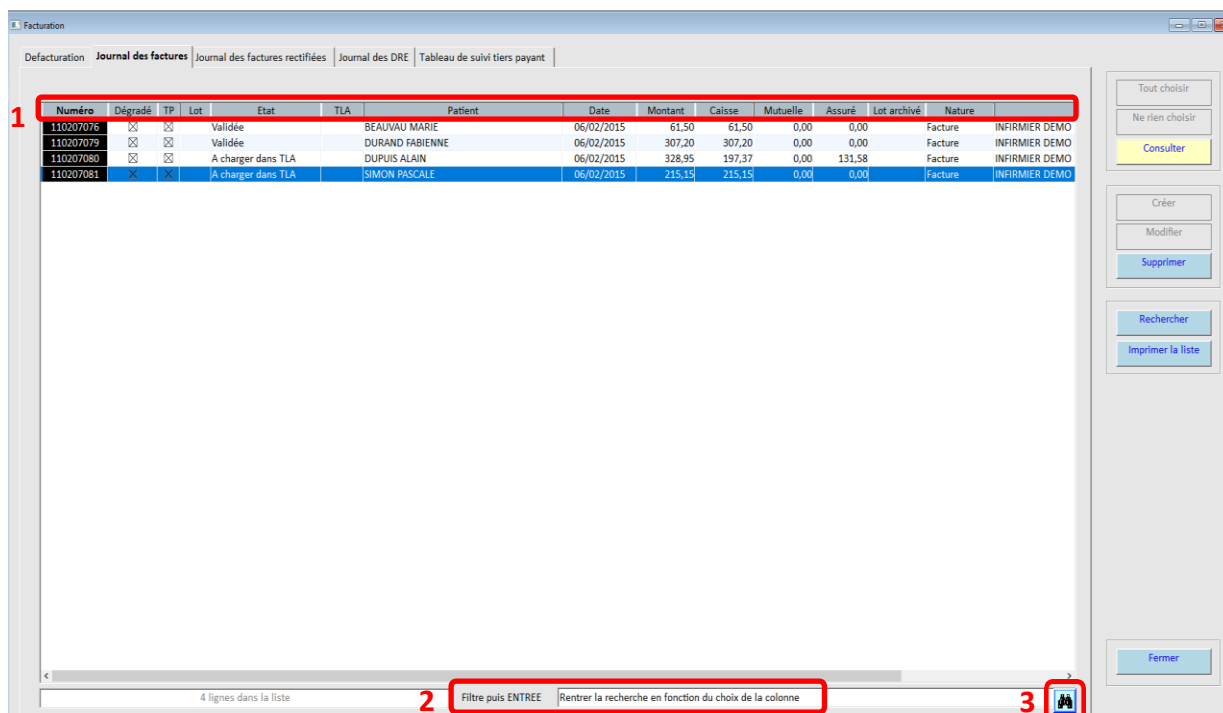 Facturation
Defacturation Journal des factures Journal des factures rectifiées Journal des DRE Tableau de suivi tiers payant
1
Numéro Dégradé TP Lot Etat TLA Patient Date Montant Caisse Mutuelle Assuré Lot archivé Nature
110207076 Validée BEAUVAU MARIE 06/02/2015 61,50 61,50 0,00 0,00 Facture INFIRMIER DEMO
110207079 Validée DURAND FABIENNE 06/02/2015 307,20 307,20 0,00 0,00 Facture INFIRMIER DEMO
110207080 A charger dans TLA DUPUIS ALAIN 06/02/2015 328,95 197,37 0,00 131,58 Facture INFIRMIER DEMO
110207081 A charger dans TLA SIMON PASCALE 06/02/2015 215,15 215,15 0,00 0,00 Facture INFIRMIER DEMO
Tout choisir
Ne rien choisir
Consulter
Créer
Modifier
Supprimer
Rechercher
Imprimer la liste
Fermer
4 lignes dans la liste
2
Filtre puis ENTREE Rentrer la recherche en fonction du choix de la colonne
3